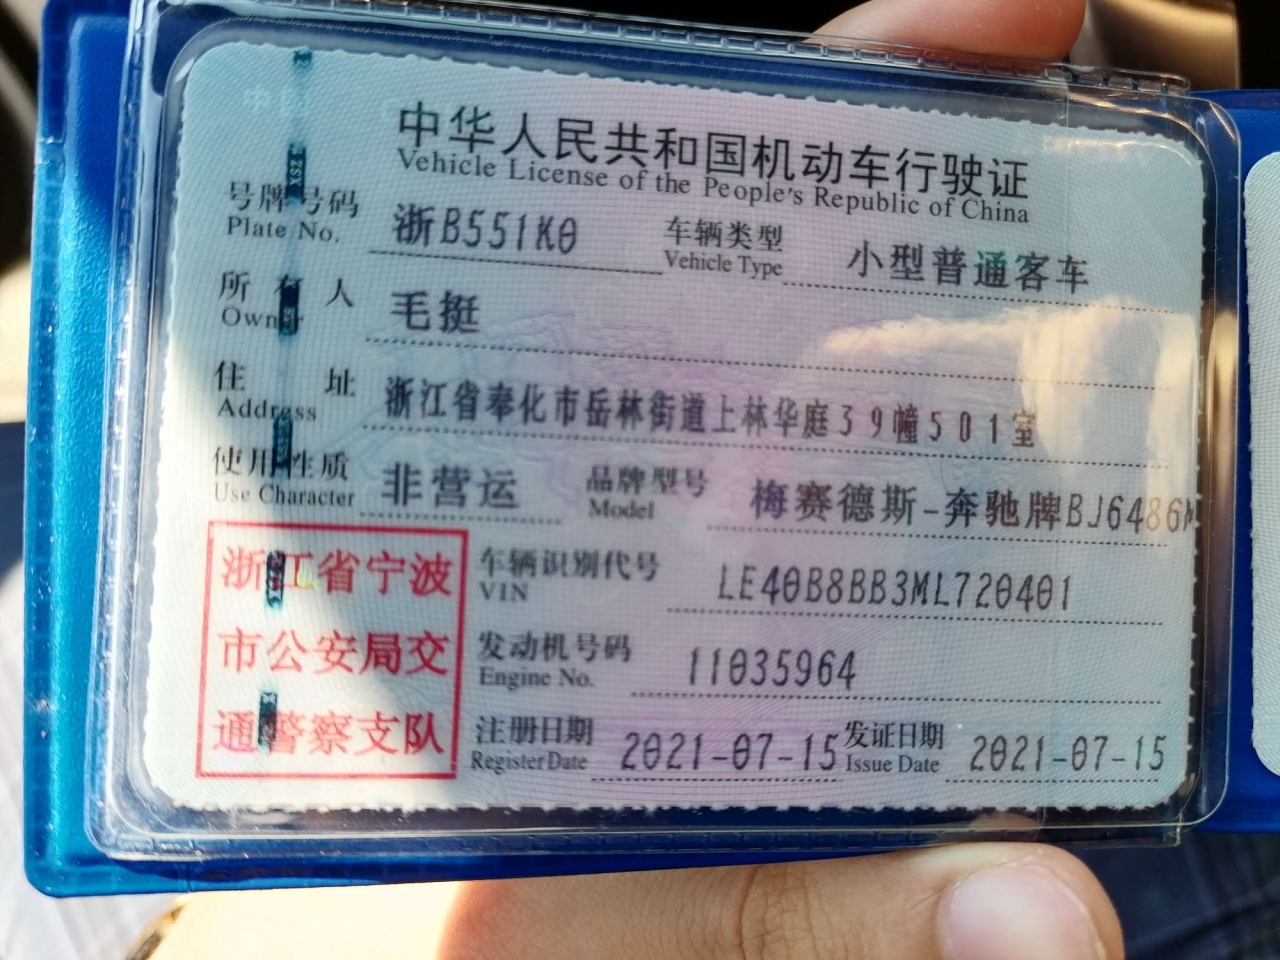 中华人民共和国机动车行驶证
Vehicle License of the People's Republic of China
号牌号码 浙B551K0 车辆类型 小型普通客车
Plate No. Vehicle Type
所有人 毛挺
Owner
住址 浙江省奉化市岳林街道上林华庭39幢501室
Address
使用性质 非营运 品牌型号 梅赛德斯-奔驰牌BJ6486M
Use Character Model
浙江省宁波
市公安局交
通警察支队
车辆识别代号 LE40B8BB3ML720401
VIN
发动机号码 11035964
Engine No.
注册日期 2021-07-15 发证日期 2021-07-15
Register Date Issue Date